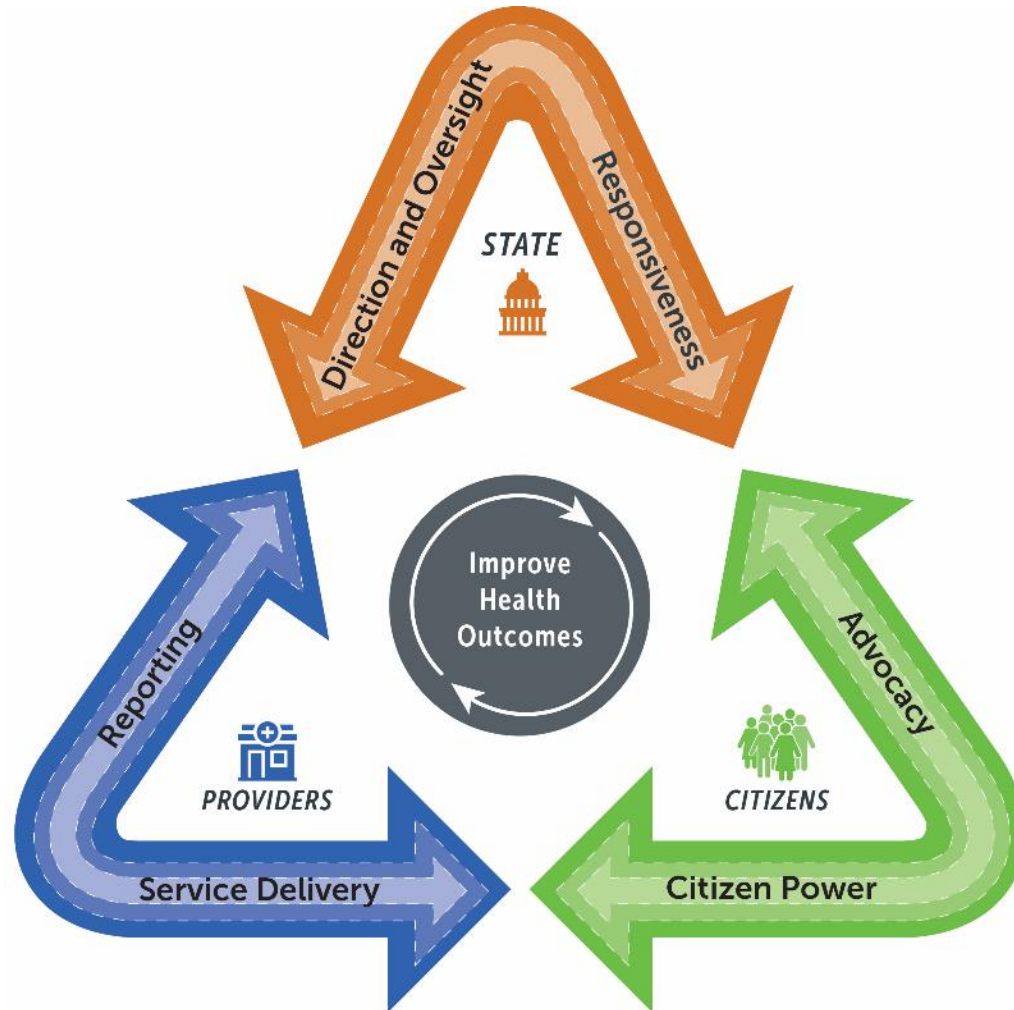 Direction and Oversight
Responsiveness
STATE
Improve
Health
Outcomes
Reporting
Advocacy
PROVIDERS
CITIZENS
Service Delivery
Citizen Power